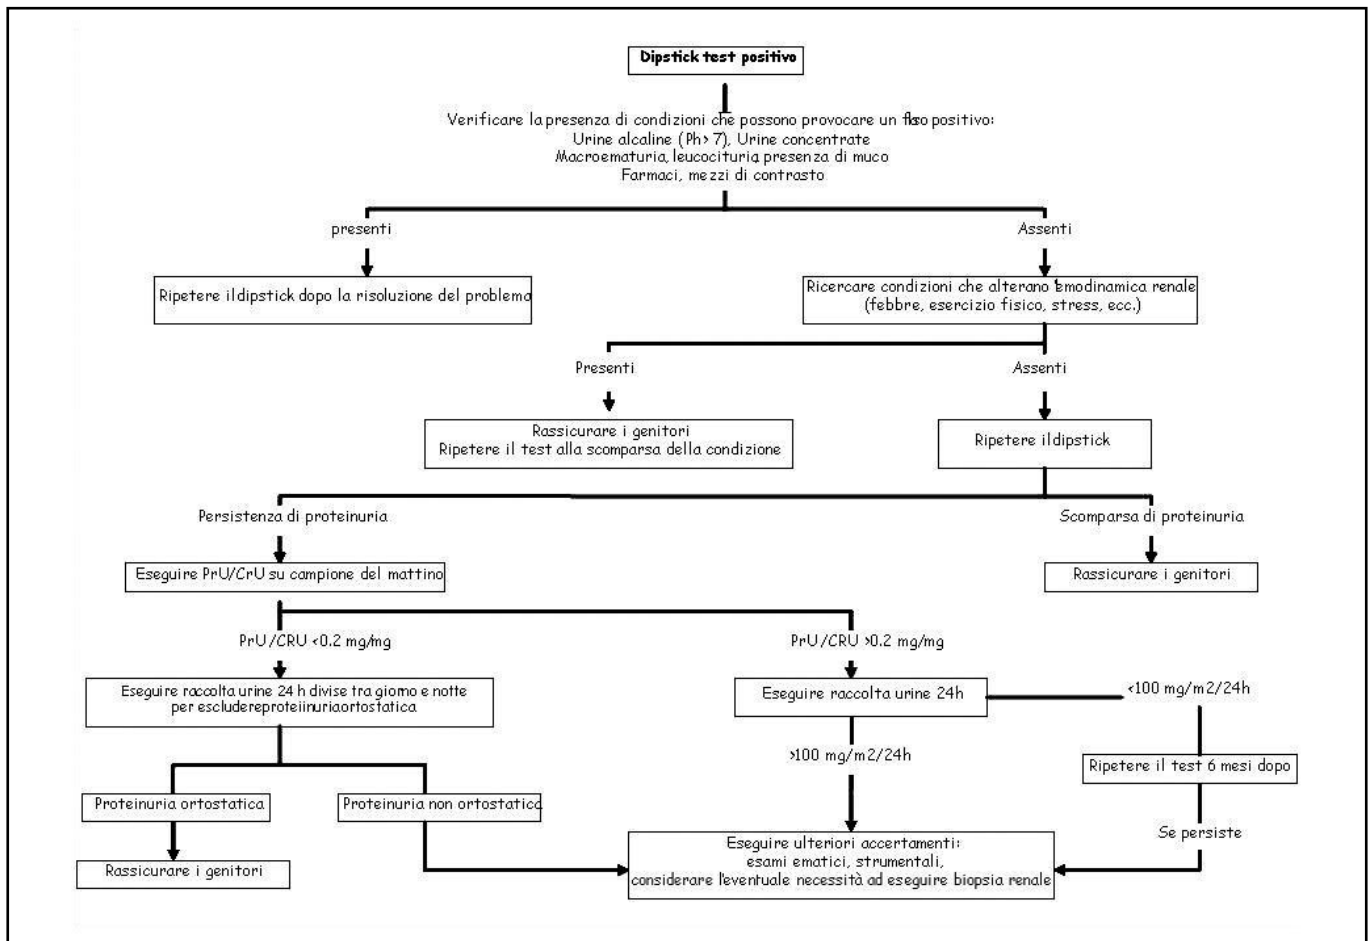 Dipstick test positivo
Verificare la presenza di condizioni che possono provocare un falso positivo:
Urine alcaline (Ph> 7), Urine concentrate
Macroematuria, leucocituria, presenza di muco
Farmaci, mezzi di contrasto
presenti
Assenti
Ripetere il dipstick dopo la risoluzione del problema
Ricercare condizioni che alterano l'emodinamica renale
(febbre, esercizio fisico, stress, ecc.)
Presenti
Assenti
Rassicurare i genitori
Ripetere il test alla scomparsa della condizione
Ripetere il dipstick
Persistenza di proteinuria
Scomparsa di proteinuria
Eseguire PrU/CrU su campione del mattino
Rassicurare i genitori
PrU/CRU <0.2 mg/mg
PrU/CRU >0.2 mg/mg
Eseguire raccolta urine 24 h divise tra giorno e notte
per escludere proteiinuria ortostatica
Eseguire raccolta urine 24h
<100 mg/m2/24h
>100 mg/m2/24h
Ripetere il test 6 mesi dopo
Proteinuria ortostatica
Proteinuria non ortostatica
Se persiste
Rassicurare i genitori
Eseguire ulteriori accertamenti:
esami ematici, strumentali,
considerare l'eventuale necessità ad eseguire biopsia renale